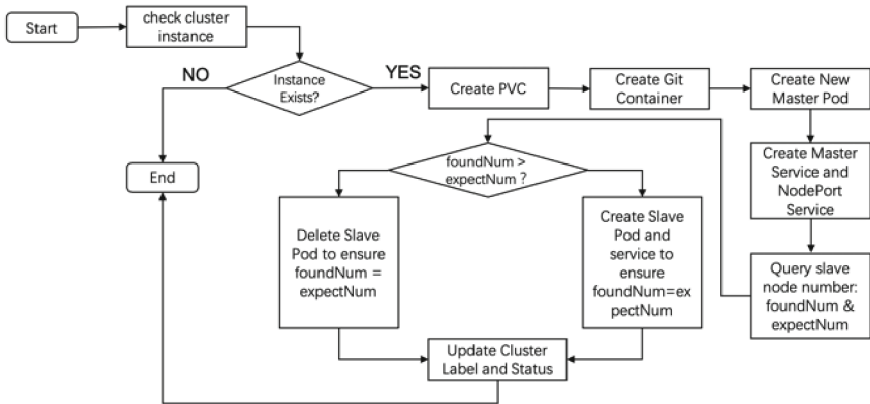 Start
check cluster
instance
NO
Instance
Exists?
YES
Create PVC
Create Git
Container
Create New
Master Pod
End
foundNum >
expectNum ?
Create Master
Service and
NodePort
Service
Delete Slave
Pod to ensure
foundNum =
expectNum
Create Slave
Pod and
service to
ensure
foundNum=ex
pectNum
Query slave
node number:
foundNum &
expectNum
Update Cluster
Label and Status